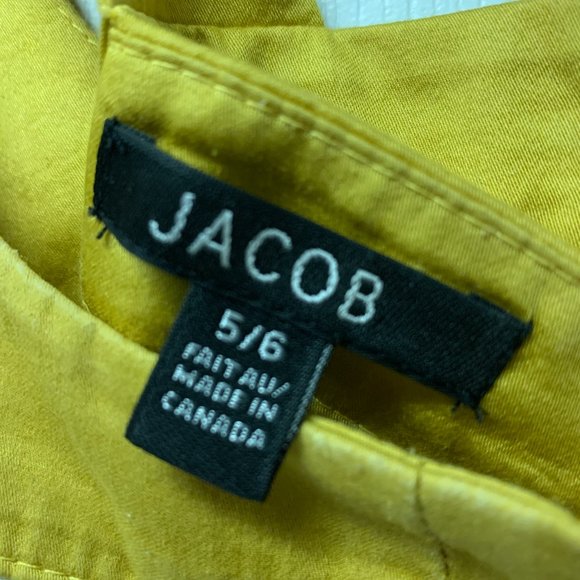 JACOB
5/6
FAIT AU/
MADE IN
CANADA